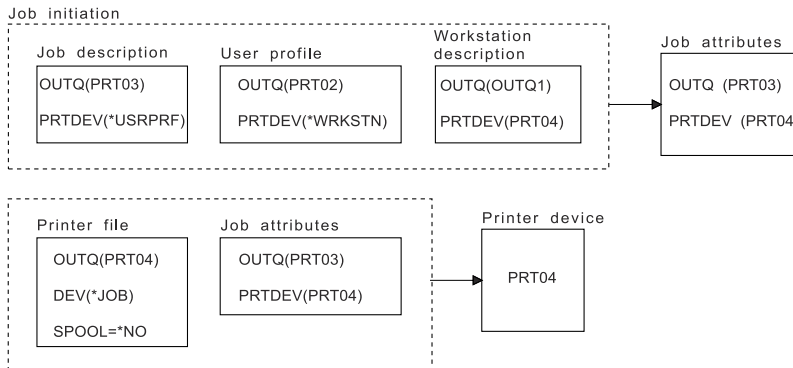 Job initiation
Job description
OUTQ(PRT03)
PRTDEV(*USRPRF)
User profile
OUTQ(PRT02)
PRTDEV(*WRKSTN)
Workstation
description
OUTQ(OUTQ1)
PRTDEV(PRT04)
Job attributes
OUTQ (PRT03)
PRTDEV (PRT04
Printer file
OUTQ(PRT04)
DEV(*JOB)
SPOOL=*NO
Job attributes
OUTQ(PRT03)
PRTDEV(PRT04)
Printer device
PRT04